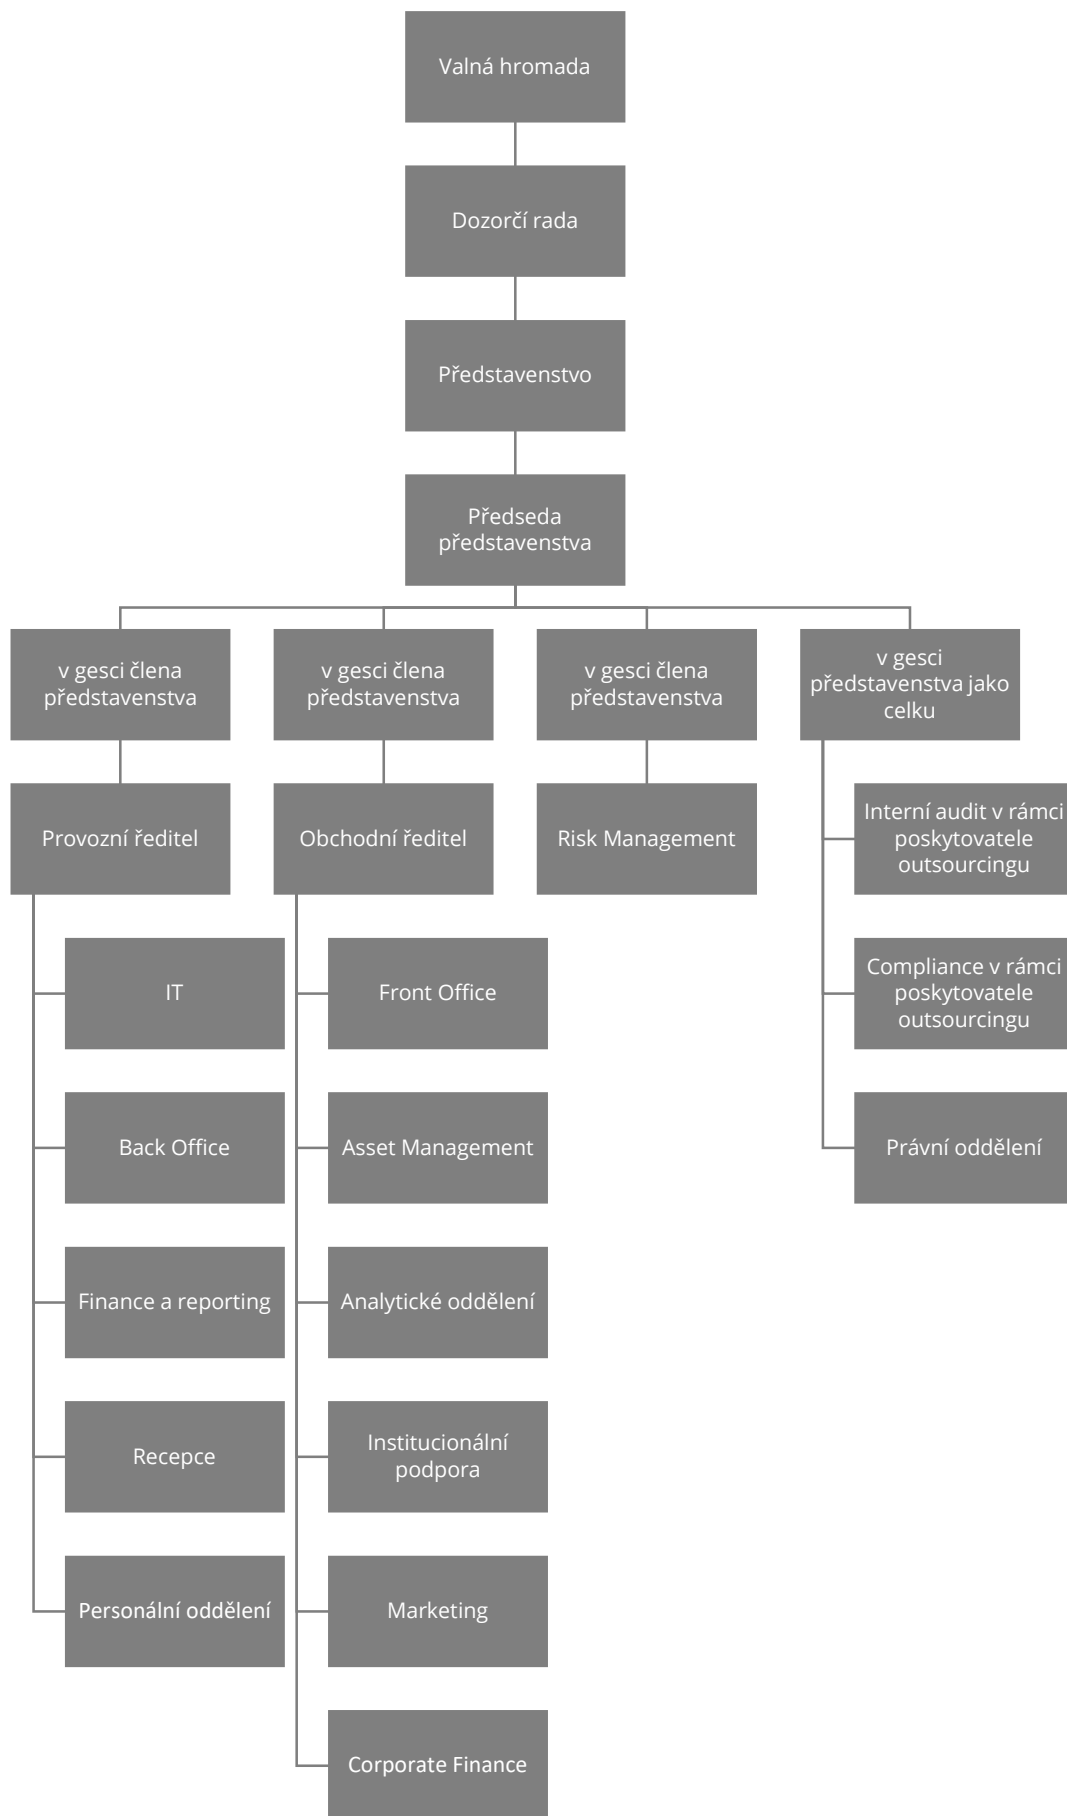 Valná hromada
Dozorčí rada
Představenstvo
Předseda
představenstva
v gesci člena
představenstva
v gesci člena
představenstva
v gesci člena
představenstva
v gesci
představenstva jako
celku
Provozní ředitel
Obchodní ředitel
Risk Management
Interní audit v rámci
poskytovatele
outsourcingu
IT
Front Office
Compliance v rámci
poskytovatele
outsourcingu
Back Office
Asset Management
Právní oddělení
Finance a reporting
Analytické oddělení
Recepce
Institucionální
podpora
Personální oddělení
Marketing
Corporate Finance